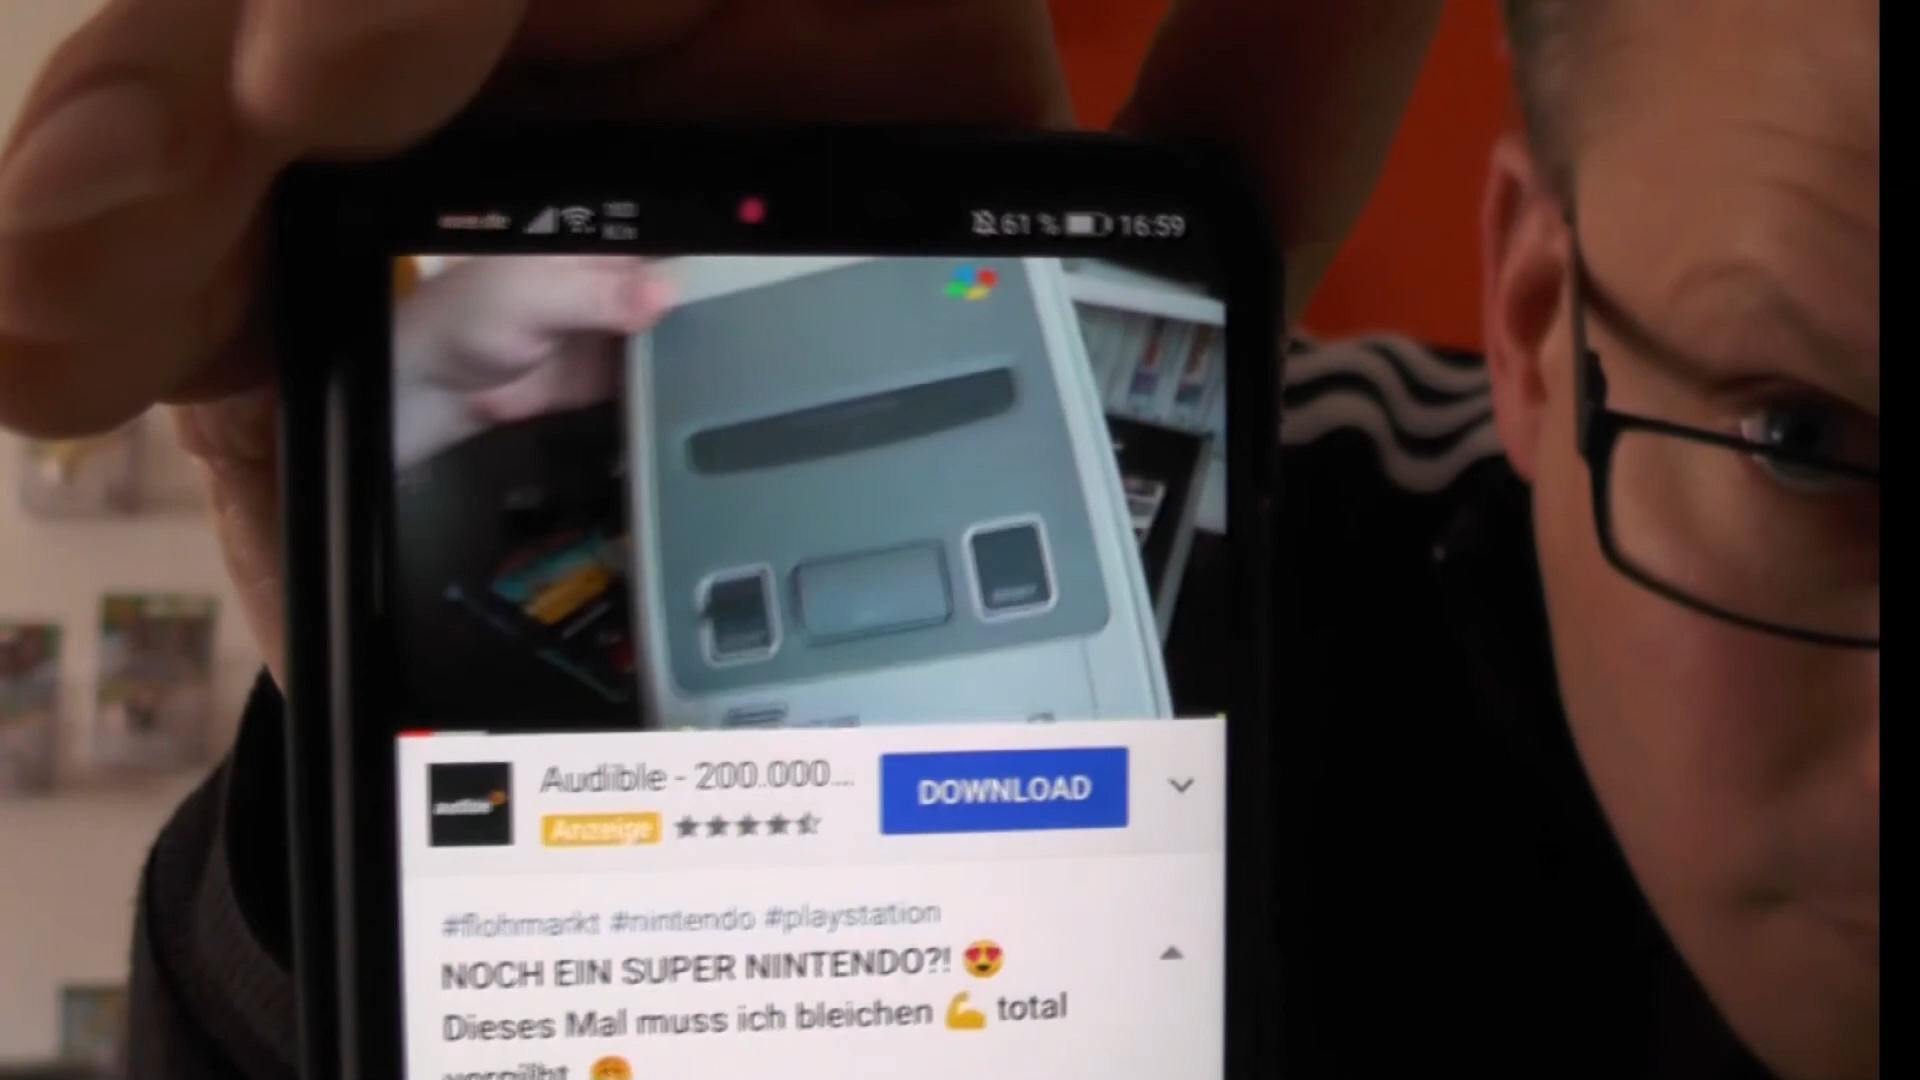 61 % 16:59
Audible - 200.000...
audible
DOWNLOAD
Anzeige
#flohmarkt #nintendo #playstation
NOCH EIN SUPER NINTENDO?! 😍
Dieses Mal muss ich bleichen 💪 total